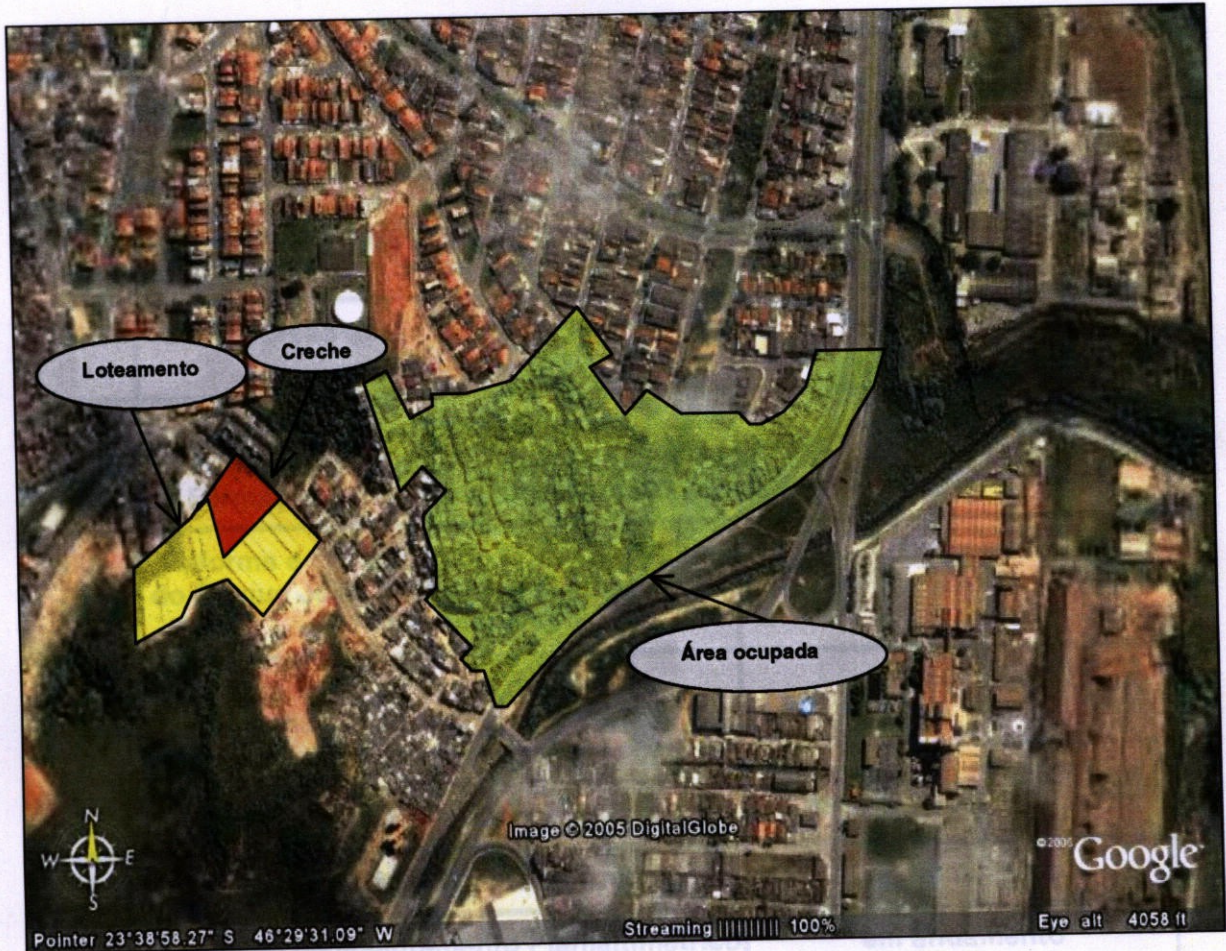 Loteamento
Creche
Área ocupada
Image © 2005 DigitalGlobe
N
W E
S
Google
Pointer 23°38'58.27" S 46°29'31.09" W
Streaming |||||||||| 100%
Eye alt 4058 ft